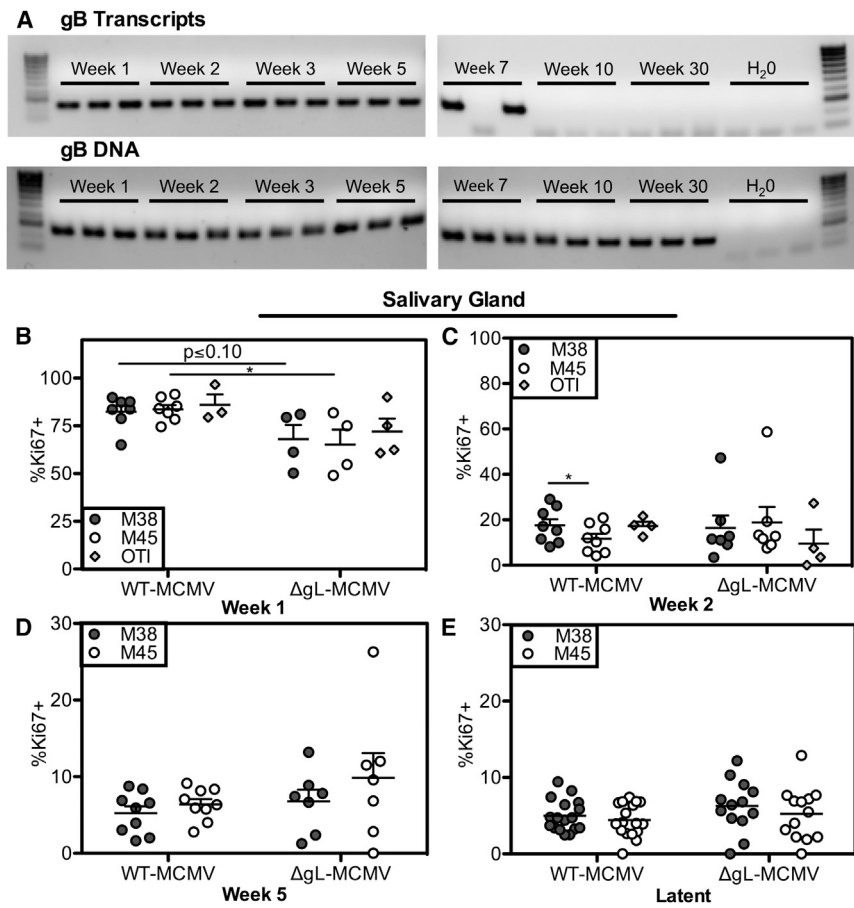 A gB Transcripts
Week 1 Week 2 Week 3 Week 5 Week 7 Week 10 Week 30 H20
gB DNA
Week 1 Week 2 Week 3 Week 5 Week 7 Week 10 Week 30 H20
Salivary Gland
B
p≤0.10
*
%Ki67+
100
75
50
25
0
M38
M45
OTI
WT-MCMV ΔgL-MCMV
Week 1
C
100
80
60
40
20
0
%Ki67+
M38
M45
OTI
*
WT-MCMV ΔgL-MCMV
Week 2
D
30
20
10
0
%Ki67+
M38
M45
WT-MCMV ΔgL-MCMV
Week 5
E
30
20
10
0
%Ki67+
M38
M45
WT-MCMV ΔgL-MCMV
Latent